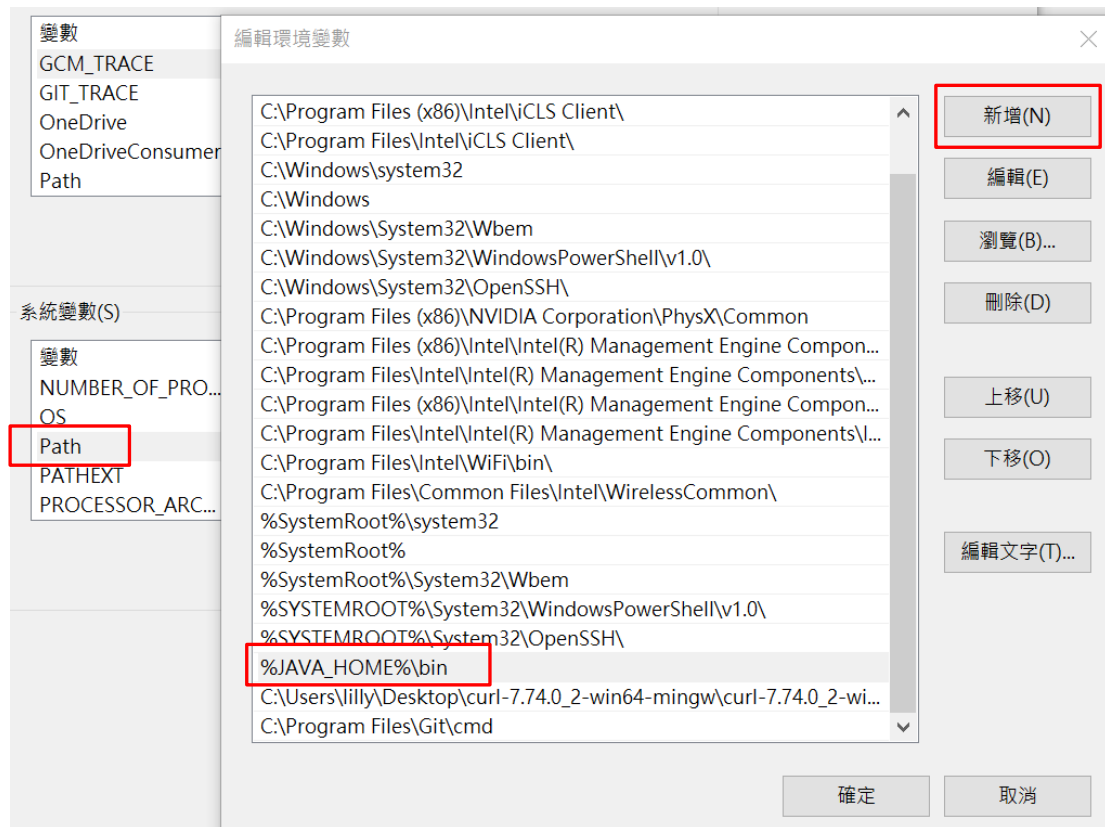 變數
GCM_TRACE
GIT_TRACE
OneDrive
OneDriveConsumer
Path
系統變數(S)
變數
NUMBER_OF_PRO...
OS
Path
PATHEXT
PROCESSOR_ARC...
編輯環境變數
C:\Program Files (x86)\Intel\iCLS Client\
C:\Program Files\Intel\iCLS Client\
C:\Windows\system32
C:\Windows
C:\Windows\System32\Wbem
C:\Windows\System32\WindowsPowerShell\v1.0\
C:\Windows\System32\OpenSSH\
C:\Program Files (x86)\NVIDIA Corporation\PhysX\Common
C:\Program Files (x86)\Intel\Intel(R) Management Engine Compon...
C:\Program Files\Intel\Intel(R) Management Engine Components\...
C:\Program Files (x86)\Intel\Intel(R) Management Engine Compon...
C:\Program Files\Intel\Intel(R) Management Engine Components\I...
C:\Program Files\Intel\WiFi\bin\
C:\Program Files\Common Files\Intel\WirelessCommon\
%SystemRoot%\system32
%SystemRoot%
%SystemRoot%\System32\Wbem
%SYSTEMROOT%\System32\WindowsPowerShell\v1.0\
%SYSTEMROOT%\System32\OpenSSH\
%JAVA_HOME%\bin
C:\Users\lilly\Desktop\curl-7.74.0_2-win64-mingw\curl-7.74.0_2-wi...
C:\Program Files\Git\cmd
新增(N)
編輯(E)
瀏覽(B)...
刪除(D)
上移(U)
下移(O)
編輯文字(T)...
確定
取消